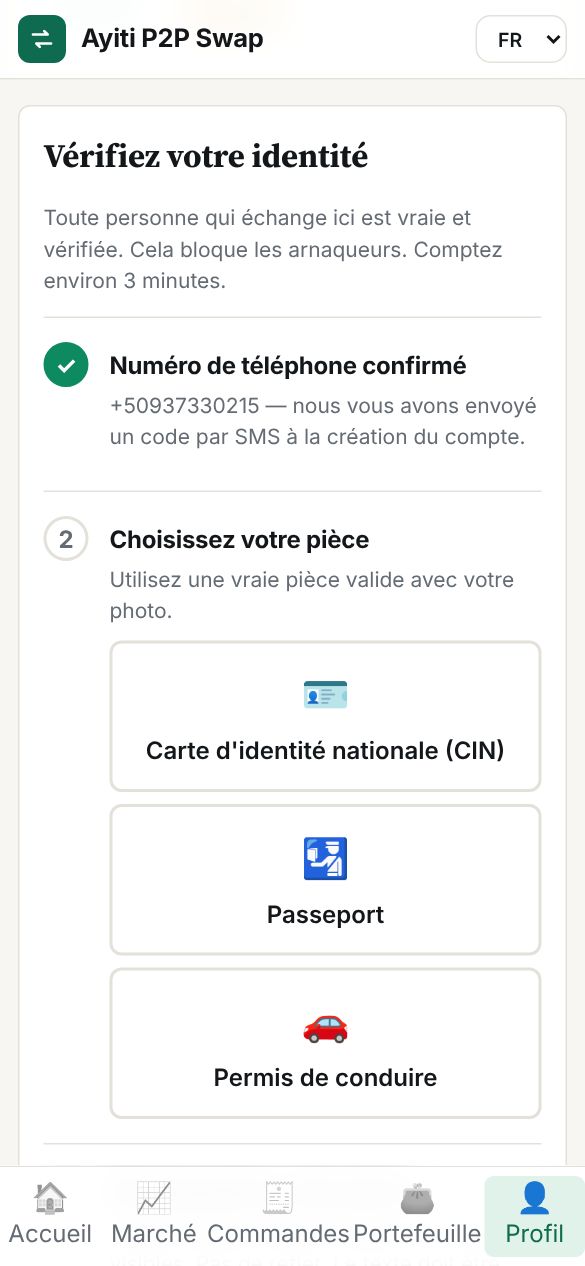 Ayiti P2P Swap
FR
Vérifiez votre identité
Toute personne qui échange ici est vraie et
vérifiée. Cela bloque les arnaqueurs. Comptez
environ 3 minutes.
Numéro de téléphone confirmé
+50937330215 — nous vous avons envoyé
un code par SMS à la création du compte.
2
Choisissez votre pièce
Utilisez une vraie pièce valide avec votre
photo.
Carte d'identité nationale (CIN)
Passeport
Permis de conduire
Accueil
Marché
Commandes
Portefeuille
Profil